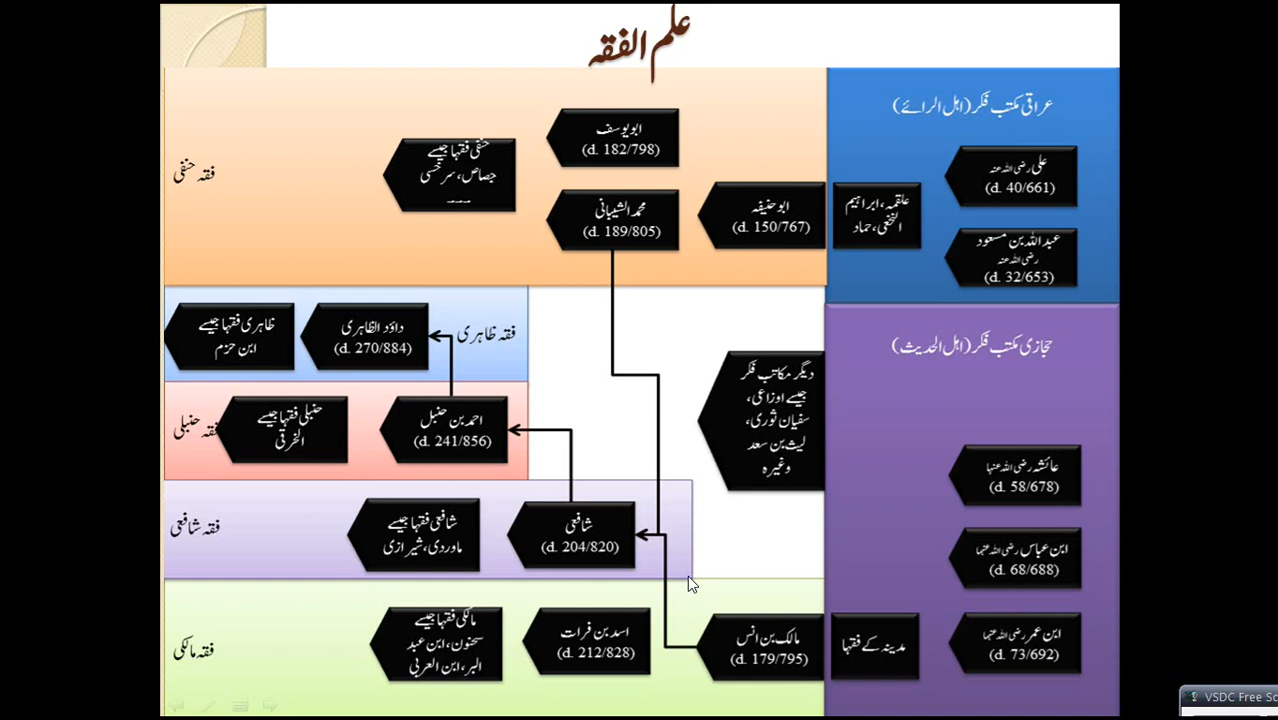 علم الفقہ
عراقی مکتب فکر (اہل الرائے)
علی رضی اللہ عنہ
(d. 40/661)
عبد اللہ بن مسعود
رضی اللہ عنہ
(d. 32/653)
علقمہ، ابراہیم
النخعی، حماد
ابو حنیفہ
(d. 150/767)
ابو یوسف
(d. 182/798)
محمد الشیبانی
(d. 189/805)
حنفی فقہا جیسے
جصاص، سرخسی
۔۔۔۔
فقہ حنفی
حجازی مکتب فکر (اہل الحدیث)
عائشہ رضی اللہ عنہا
(d. 58/678)
ابن عباس رضی اللہ عنہما
(d. 68/688)
ابن عمر رضی اللہ عنہما
(d. 73/692)
مدینہ کے فقہا
دیگر مکاتب فکر
جیسے اوزاعی،
سفیان ثوری،
لیث بن سعد
وغیرہ
فقہ ظاہری
داؤد الظاہری
(d. 270/884)
ظاہری فقہا جیسے
ابن حزم
احمد بن حنبل
(d. 241/856)
حنبلی فقہا جیسے
الخرقی
فقہ حنبلی
شافعی
(d. 204/820)
شافعی فقہا جیسے
ماوردی، شیرازی
فقہ شافعی
مالک بن انس
(d. 179/795)
اسد بن فرات
(d. 212/828)
مالکی فقہا جیسے
سحنون، ابن عبد
البر، ابن العربی
فقہ مالکی
VSDC Free Sc